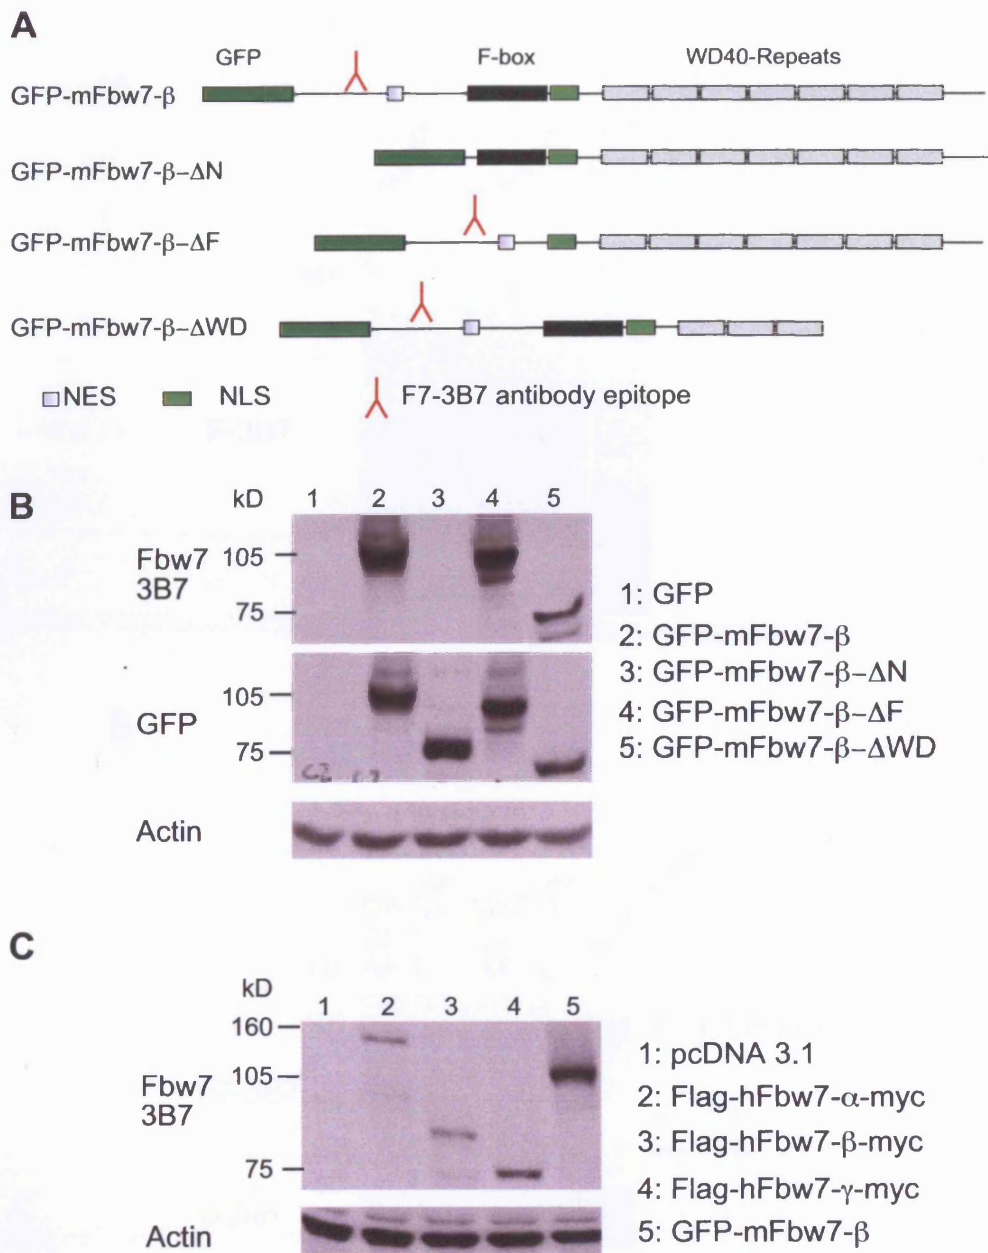 A
GFP F-box WD40-Repeats
GFP-mFbw7-β
GFP-mFbw7-β-ΔN
GFP-mFbw7-β-ΔF
GFP-mFbw7-β-ΔWD
NES NLS F7-3B7 antibody epitope
B
kD 1 2 3 4 5
Fbw7
3B7
105
75
GFP
105
75
Actin
1: GFP
2: GFP-mFbw7-β
3: GFP-mFbw7-β-ΔN
4: GFP-mFbw7-β-ΔF
5: GFP-mFbw7-β-ΔWD
C
kD 1 2 3 4 5
160
105
Fbw7
3B7
75
Actin
1: pcDNA 3.1
2: Flag-hFbw7-α-myc
3: Flag-hFbw7-β-myc
4: Flag-hFbw7-γ-myc
5: GFP-mFbw7-β